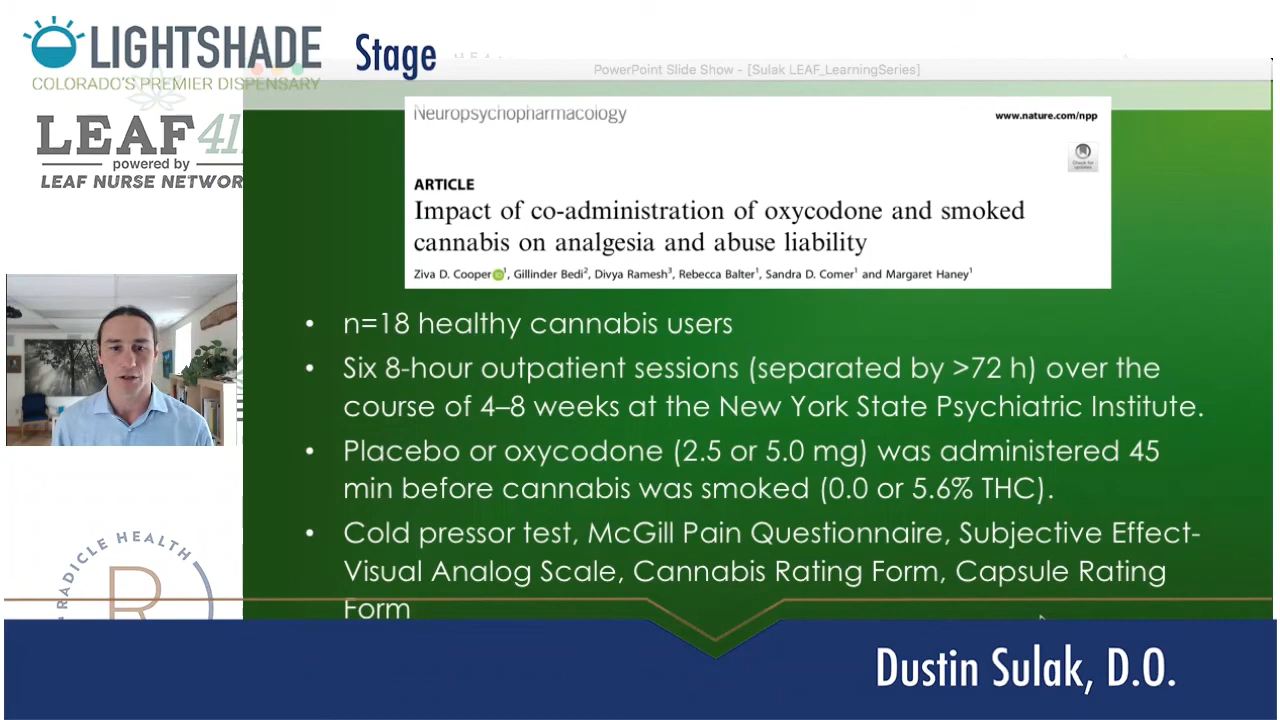 LIGHTSHADE
COLORADO'S PREMIER DISPENSARY
Stage
PowerPoint Slide Show - [Sulak LEAF_LearningSeries]
LEAF
powered by
LEAF NURSE NETWOR
Neuropsychopharmacology
www.nature.com/npp
Check for
updates
ARTICLE
Impact of co-administration of oxycodone and smoked
cannabis on analgesia and abuse liability
Ziva D. Cooper¹, Gillinder Bedi², Divya Ramesh³, Rebecca Balter¹, Sandra D. Comer¹ and Margaret Haney¹
• n=18 healthy cannabis users
• Six 8-hour outpatient sessions (separated by >72 h) over the
course of 4–8 weeks at the New York State Psychiatric Institute.
• Placebo or oxycodone (2.5 or 5.0 mg) was administered 45
min before cannabis was smoked (0.0 or 5.6% THC).
• Cold pressor test, McGill Pain Questionnaire, Subjective Effect-
Visual Analog Scale, Cannabis Rating Form, Capsule Rating
Form
RADICLE HEALTH
R
Dustin Sulak, D.O.